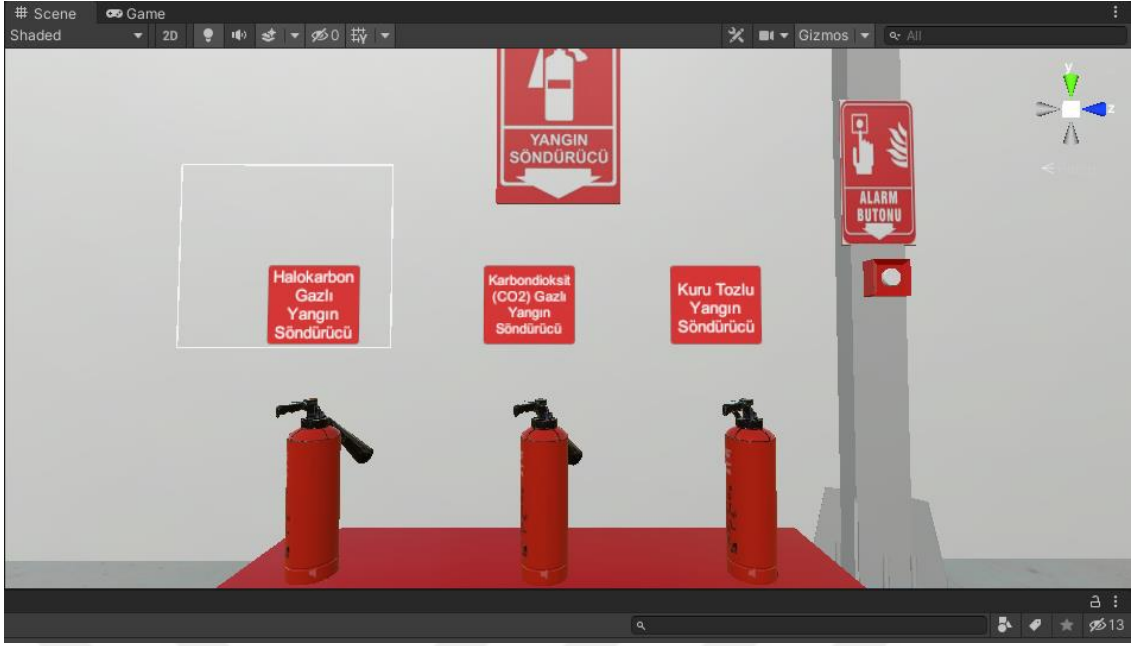 Scene
Game
Shaded
2D
0
Gizmos
All
y
z
YANGIN
SÖNDÜRÜCÜ
ALARM
BUTONU
Halokarbon
Gazlı
Yangın
Söndürücü
Karbondioksit
(CO2) Gazlı
Yangın
Söndürücü
Kuru Tozlu
Yangın
Söndürücü
13